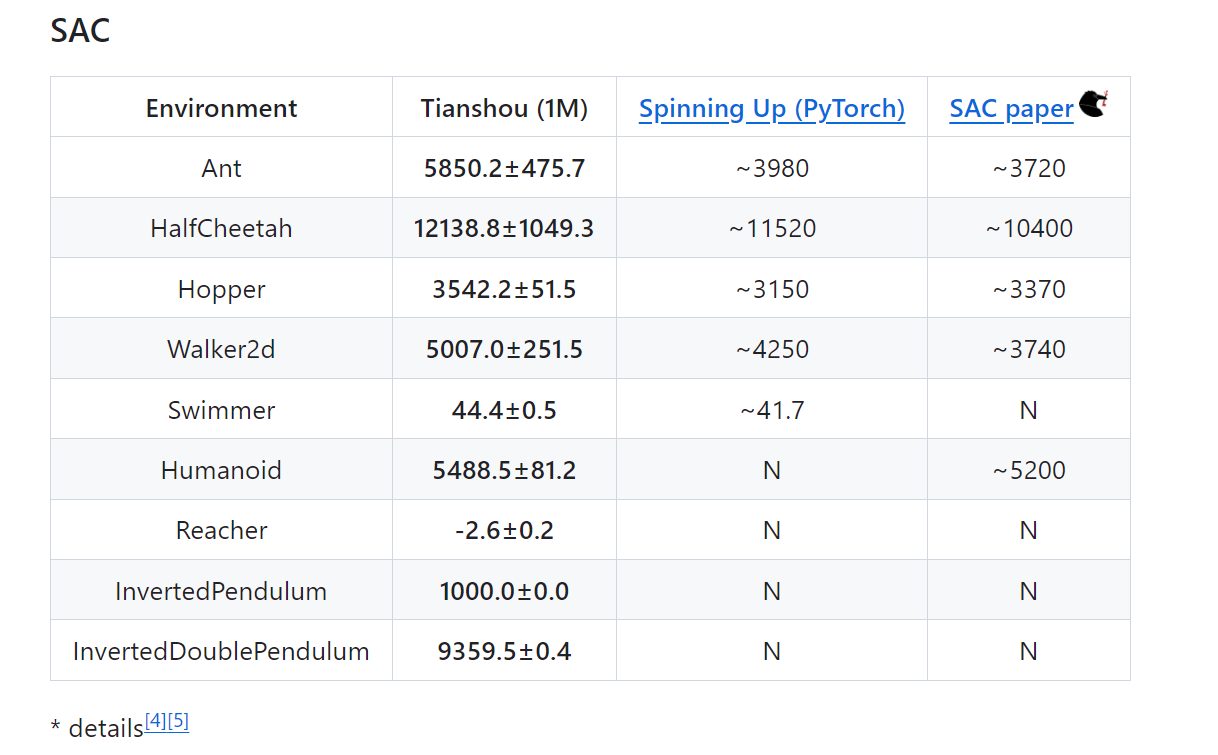 SAC
Environment Tianshou (1M) Spinning Up (PyTorch) SAC paper
Ant 5850.2±475.7 ~3980 ~3720
HalfCheetah 12138.8±1049.3 ~11520 ~10400
Hopper 3542.2±51.5 ~3150 ~3370
Walker2d 5007.0±251.5 ~4250 ~3740
Swimmer 44.4±0.5 ~41.7 N
Humanoid 5488.5±81.2 N ~5200
Reacher -2.6±0.2 N N
InvertedPendulum 1000.0±0.0 N N
InvertedDoublePendulum 9359.5±0.4 N N
* details[4][5]